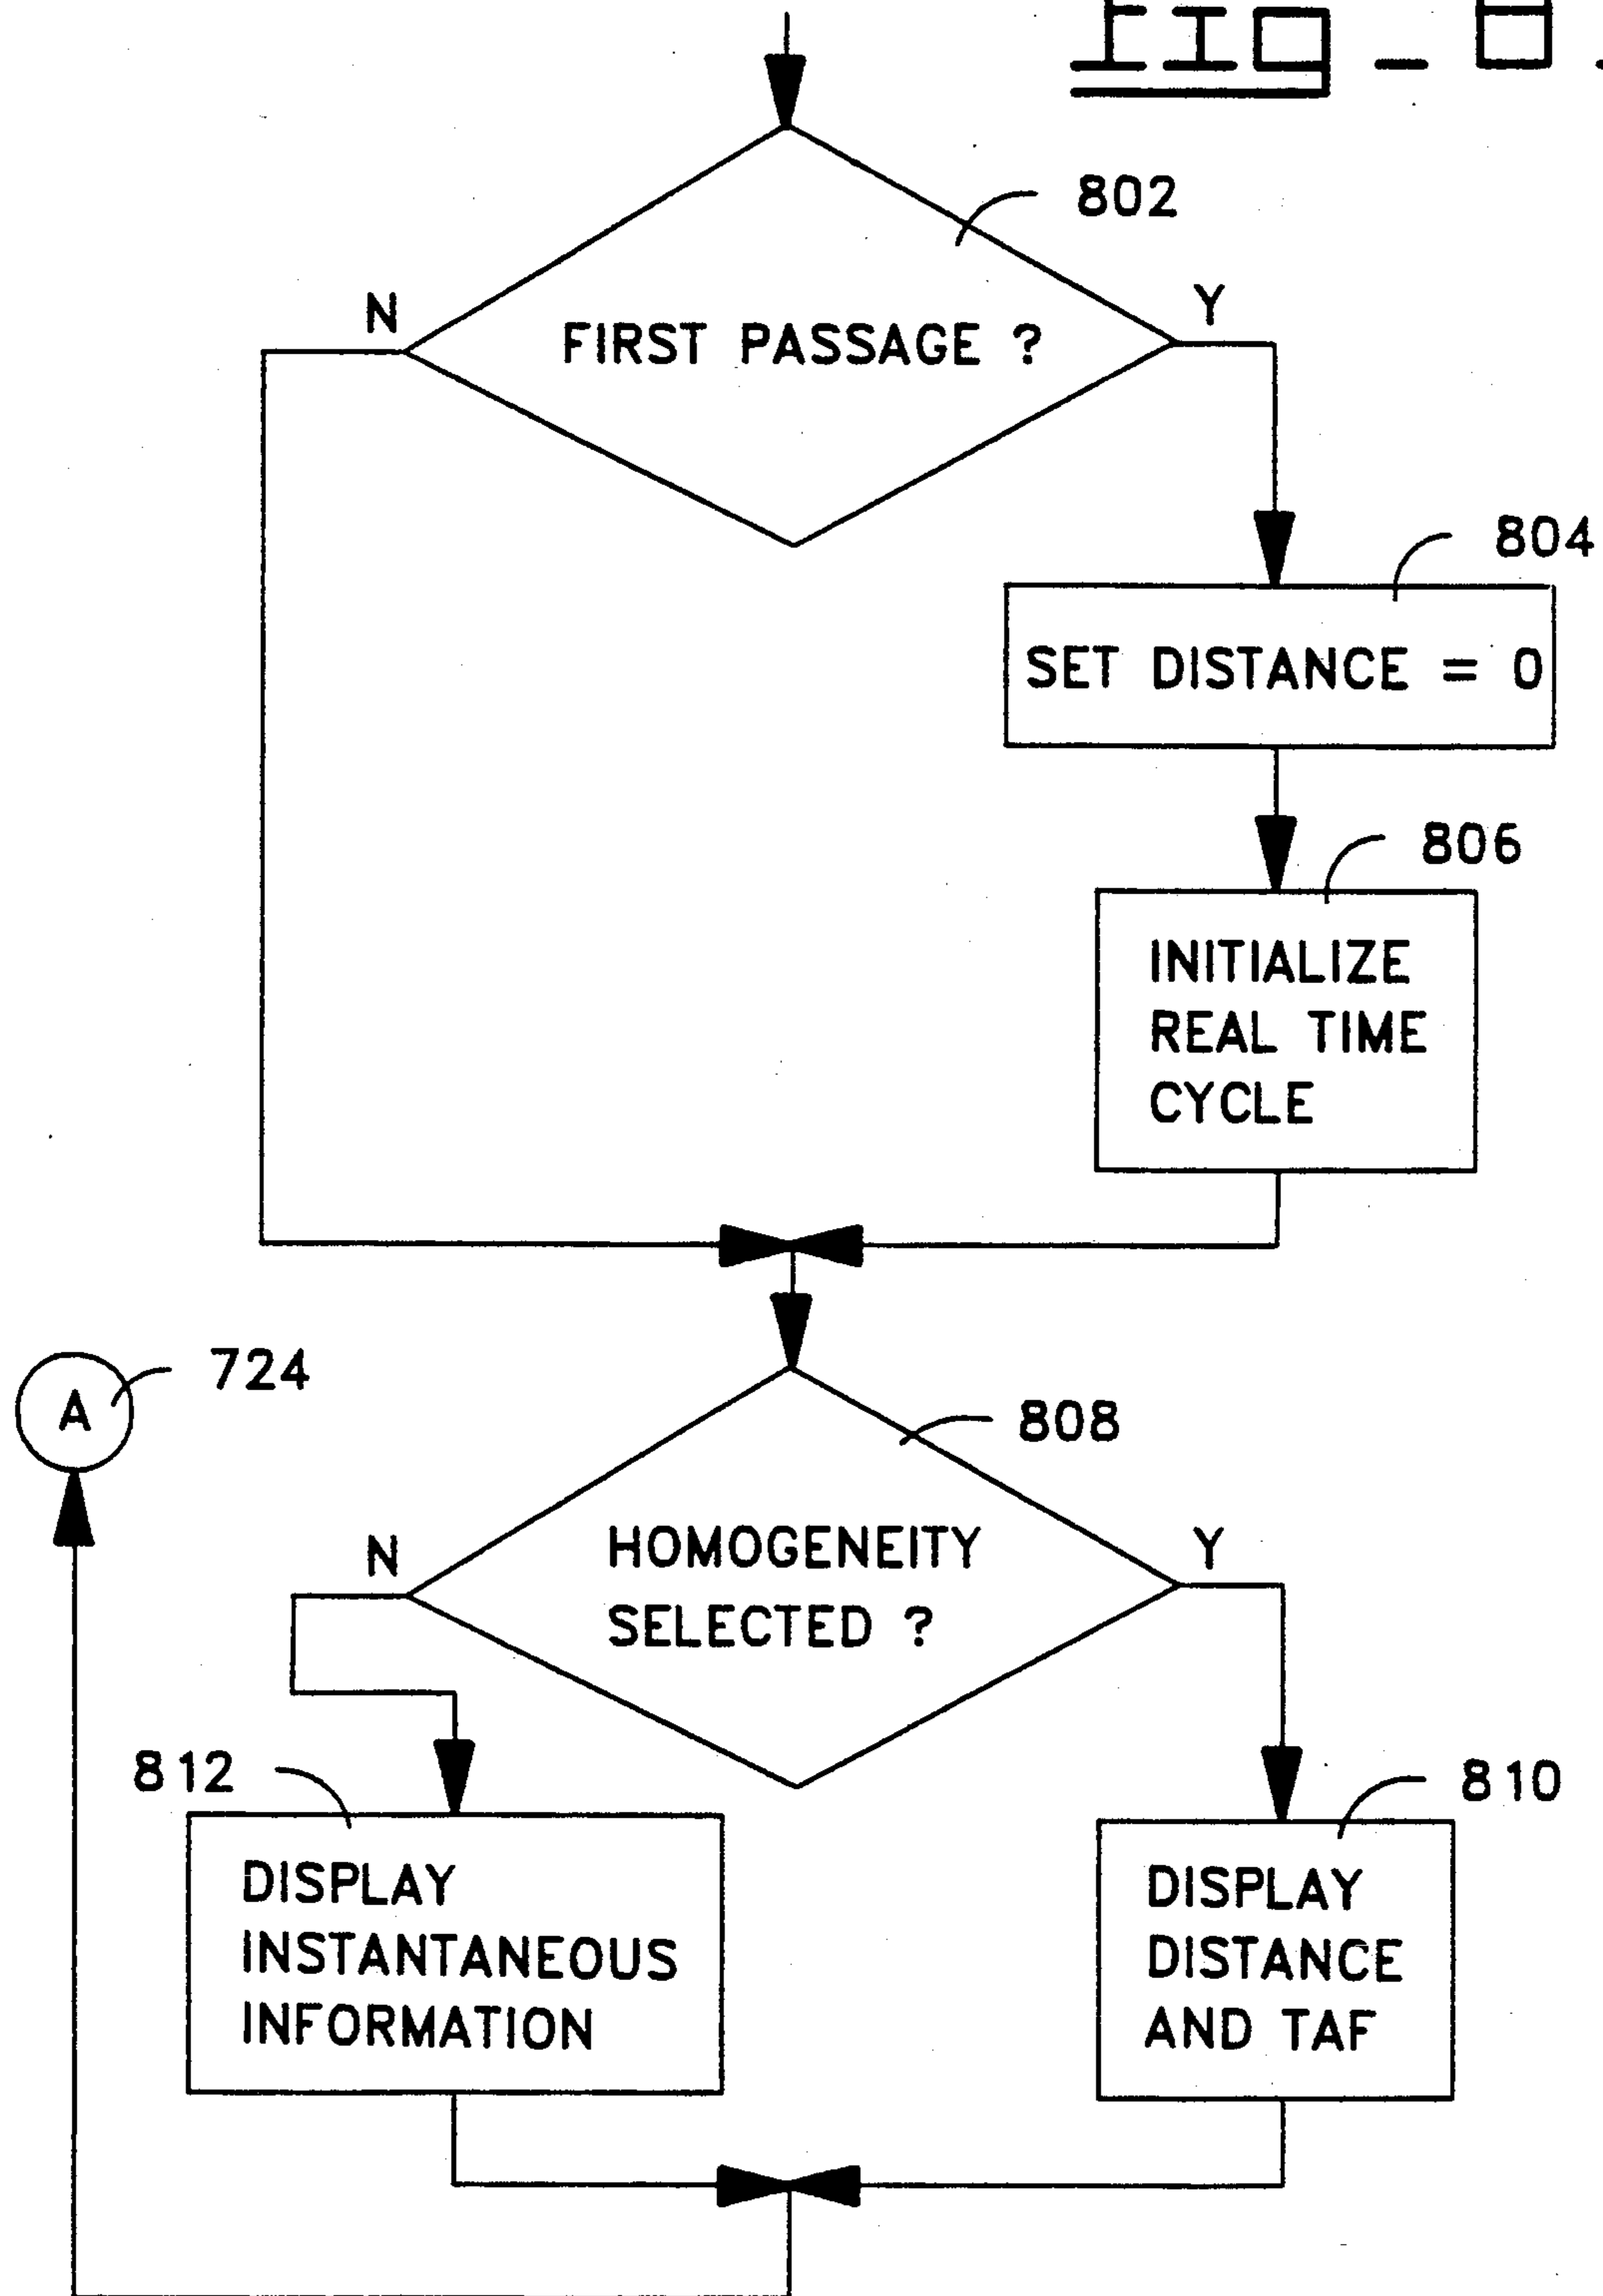 FIG_8.
802
N
Y
FIRST PASSAGE ?
804
SET DISTANCE = 0
806
INITIALIZE
REAL TIME
CYCLE
A
724
808
N
Y
HOMOGENEITY
SELECTED ?
812
810
DISPLAY
INSTANTANEOUS
INFORMATION
DISPLAY
DISTANCE
AND TAF